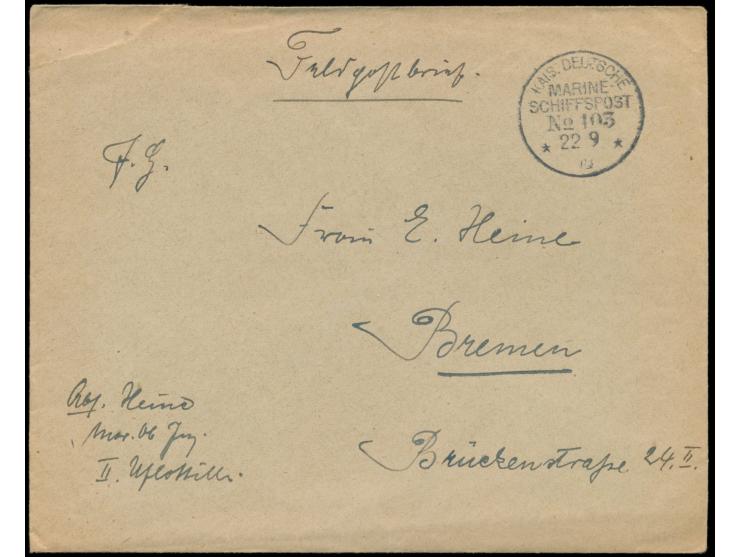 Feldpostbrief.
KAIS. DEUTSCHE
MARINE-
SCHIFFSPOST
No 103
* 22 9 *
F. H.
Frau E. Heine
Bremen
Abs. Heine
Mar. Ob Ing.
II. Uflottille.
Brückenstraße 24. II.